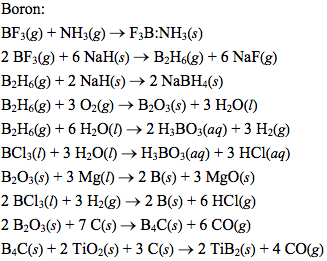 Boron:
BF₃(g) + NH₃(g) → F₃B:NH₃(s)
2 BF₃(g) + 6 NaH(s) → B₂H₆(g) + 6 NaF(g)
B₂H₆(g) + 2 NaH(s) → 2 NaBH₄(s)
B₂H₆(g) + 3 O₂(g) → B₂O₃(s) + 3 H₂O(l)
B₂H₆(g) + 6 H₂O(l) → 2 H₃BO₃(aq) + 3 H₂(g)
BCl₃(l) + 3 H₂O(l) → H₃BO₃(aq) + 3 HCl(aq)
B₂O₃(s) + 3 Mg(l) → 2 B(s) + 3 MgO(s)
2 BCl₃(l) + 3 H₂(g) → 2 B(s) + 6 HCl(g)
2 B₂O₃(s) + 7 C(s) → B₄C(s) + 6 CO(g)
B₄C(s) + 2 TiO₂(s) + 3 C(s) → 2 TiB₂(s) + 4 CO(g)